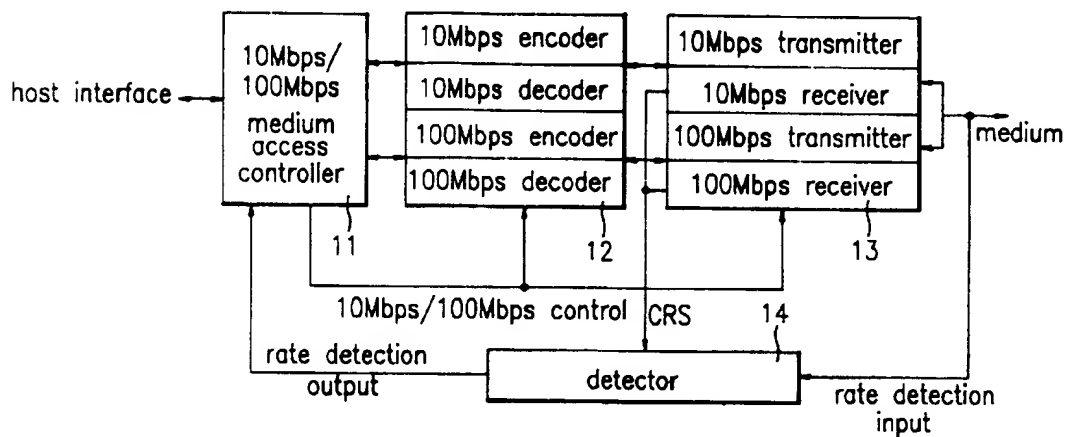 host interface
10Mbps/
100Mbps
medium
access
controller
11
10Mbps encoder
10Mbps decoder
100Mbps encoder
100Mbps decoder
12
10Mbps transmitter
10Mbps receiver
100Mbps transmitter
100Mbps receiver
13
medium
10Mbps/100Mbps control
CRS
14
rate detection
output
detector
rate detection
input